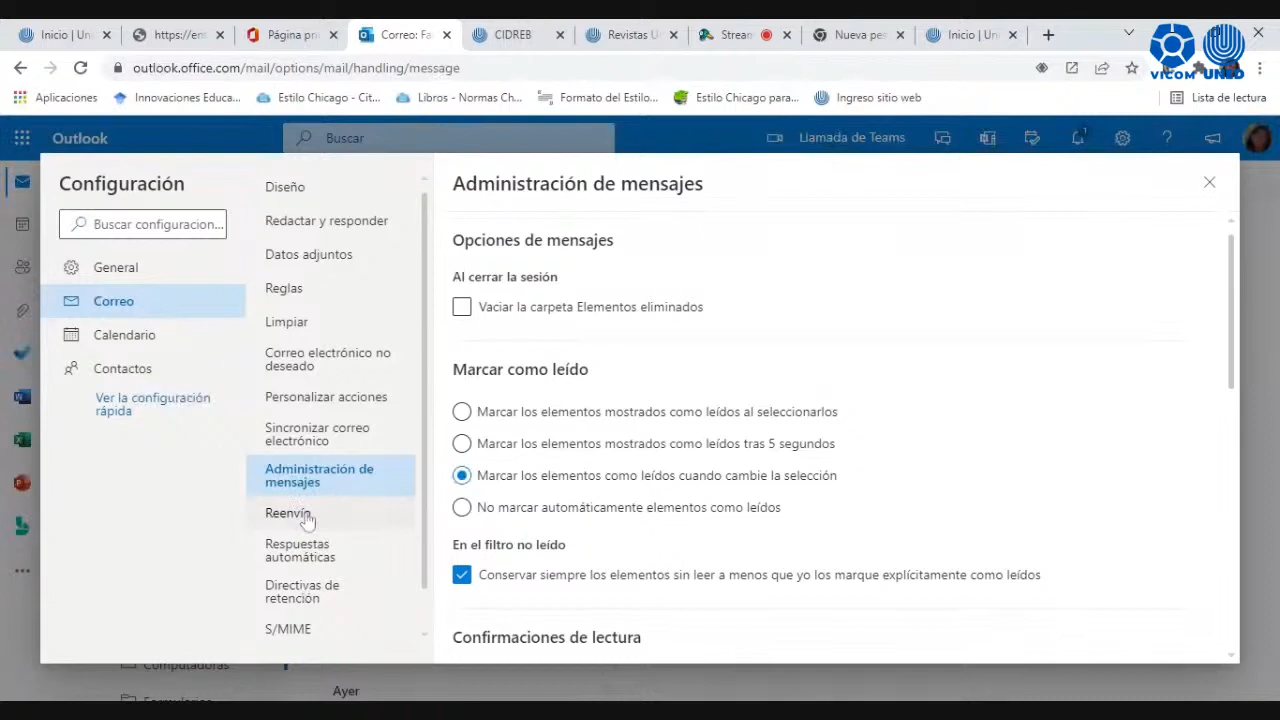 Inicio | Un
https://ens
Página pri
Correo: Fa
CIDREB
Revistas U
Stream
Nueva pes
Inicio | Un
VICOM UNED
outlook.office.com/mail/options/mail/handling/message
Aplicaciones
Innovaciones Educa...
Estilo Chicago - Cit...
Libros - Normas Ch...
Formato del Estilo...
Estilo Chicago para...
Ingreso sitio web
Lista de lectura
Outlook
Buscar
Llamada de Teams
Configuración
Buscar configuracion...
General
Correo
Calendario
Contactos
Ver la configuración
rápida
Diseño
Redactar y responder
Datos adjuntos
Reglas
Limpiar
Correo electrónico no
deseado
Personalizar acciones
Sincronizar correo
electrónico
Administración de
mensajes
Reenvío
Respuestas
automáticas
Directivas de
retención
S/MIME
Administración de mensajes
Opciones de mensajes
Al cerrar la sesión
Vaciar la carpeta Elementos eliminados
Marcar como leído
Marcar los elementos mostrados como leídos al seleccionarlos
Marcar los elementos mostrados como leídos tras 5 segundos
Marcar los elementos como leídos cuando cambie la selección
No marcar automáticamente elementos como leídos
En el filtro no leído
Conservar siempre los elementos sin leer a menos que yo los marque explícitamente como leídos
Confirmaciones de lectura
Computadoras
Formularios
Ayer